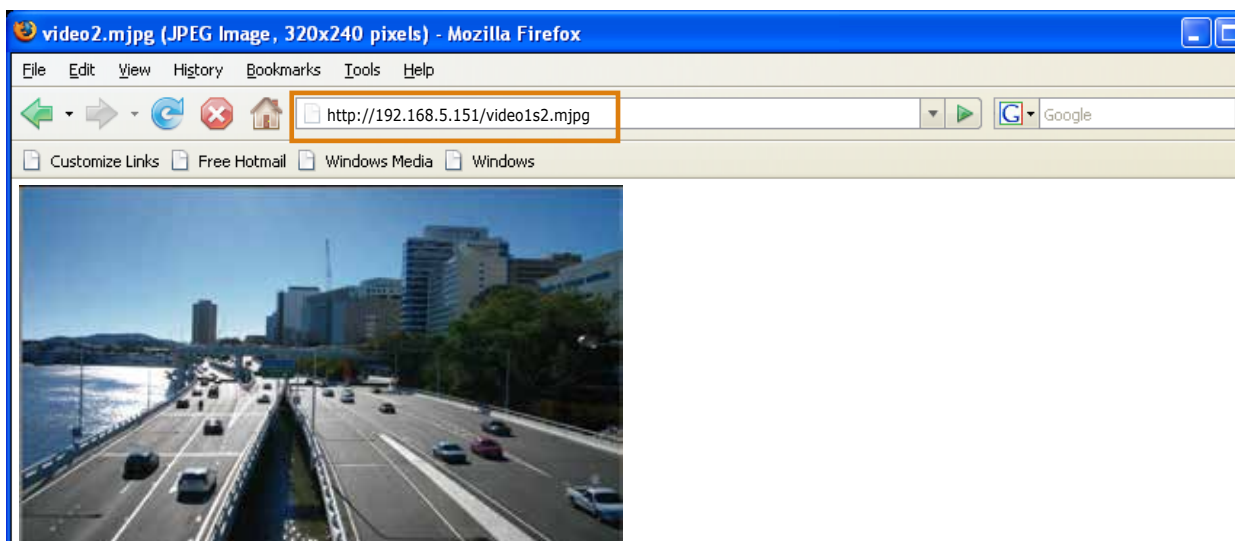 video2.mjpg (JPEG Image, 320x240 pixels) - Mozilla Firefox
File Edit View History Bookmarks Tools Help
http://192.168.5.151/video1s2.mjpg G Google
Customize Links Free Hotmail Windows Media Windows